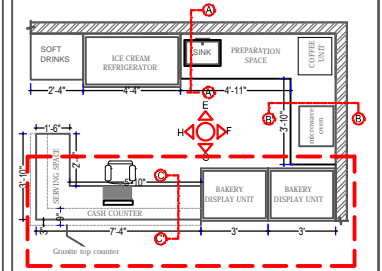 A
SOFT
DRINKS
ICE CREAM
REFRIGERATOR
SINK
PREPARATION
SPACE
COFFEE
UNIT
2'-4"
4'-4"
A'
4'-11"
E
H
F
G
B
B'
3'-10"
microwave
oven
1'-6"
3'-10"
SERVING SPACE
C
5'-10"
BAKERY
DISPLAY UNIT
BAKERY
DISPLAY UNIT
CASH COUNTER
9"
7'-4"
C'
3'
3'
Granite top counter